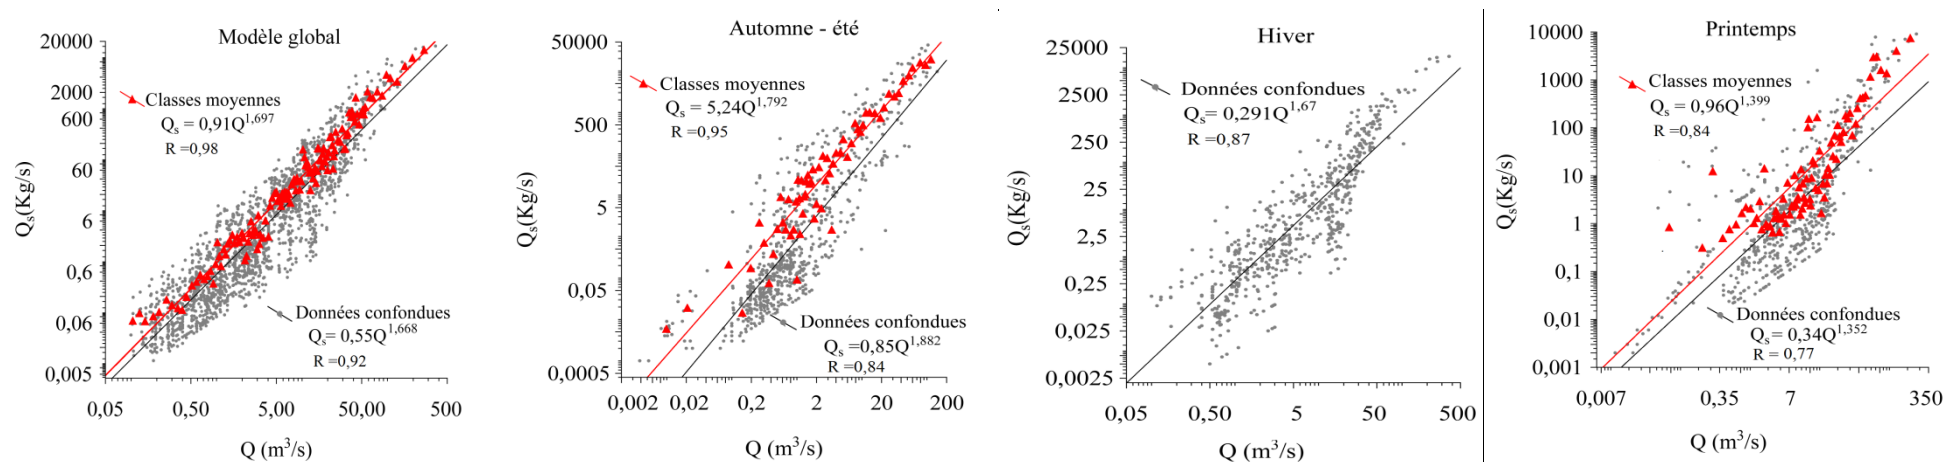 Modèle global
20000
2000
600
60
6
0,66
0,06
0,005
Qs(Kg/s)
Classes moyennes
Qs = 0,91Q1,697
R =0,98
Données confondues
Qs= 0,55Q1,668
R =0,92
0,05 0,50 5,00 50,00 500
Q (m3/s)
Automne - été
50000
500
5
0,05
0,0005
Qs(Kg/s)
Classes moyennes
Qs = 5,24Q1,792
R =0,95
Données confondues
Qs =0,85Q1,882
R =0,84
0,002 0,02 0,2 2 20 200
Q (m3/s)
Hiver
25000
2500
250
25
2,5
0,25
0,025
0,0025
Qs(Kg/s)
Données confondues
Qs= 0,291Q1,67
R =0,87
0,05 0,50 5 50 500
Q (m3/s)
Printemps
10000
1000
100
10
1
0,1
0,01
0,001
Qs(Kg/s)
Classes moyennes
Qs = 0,96Q1,399
R =0,84
Données confondues
Qs = 0,34Q1,352
R = 0,77
0,007 0,35 7 350
Q (m3/s)